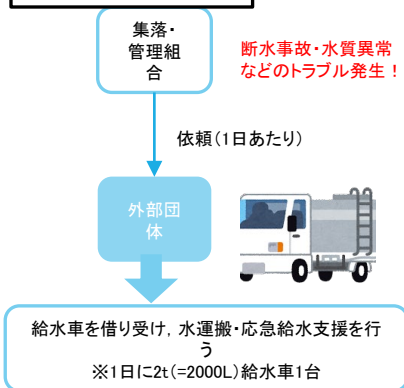 集落・
管理組
合
断水事故・水質異常
などのトラブル発生！
依頼（1日あたり）
外部団
体
給水車を借り受け，水運搬・応急給水支援を行
う
※1日に2t(=2000L)給水車1台